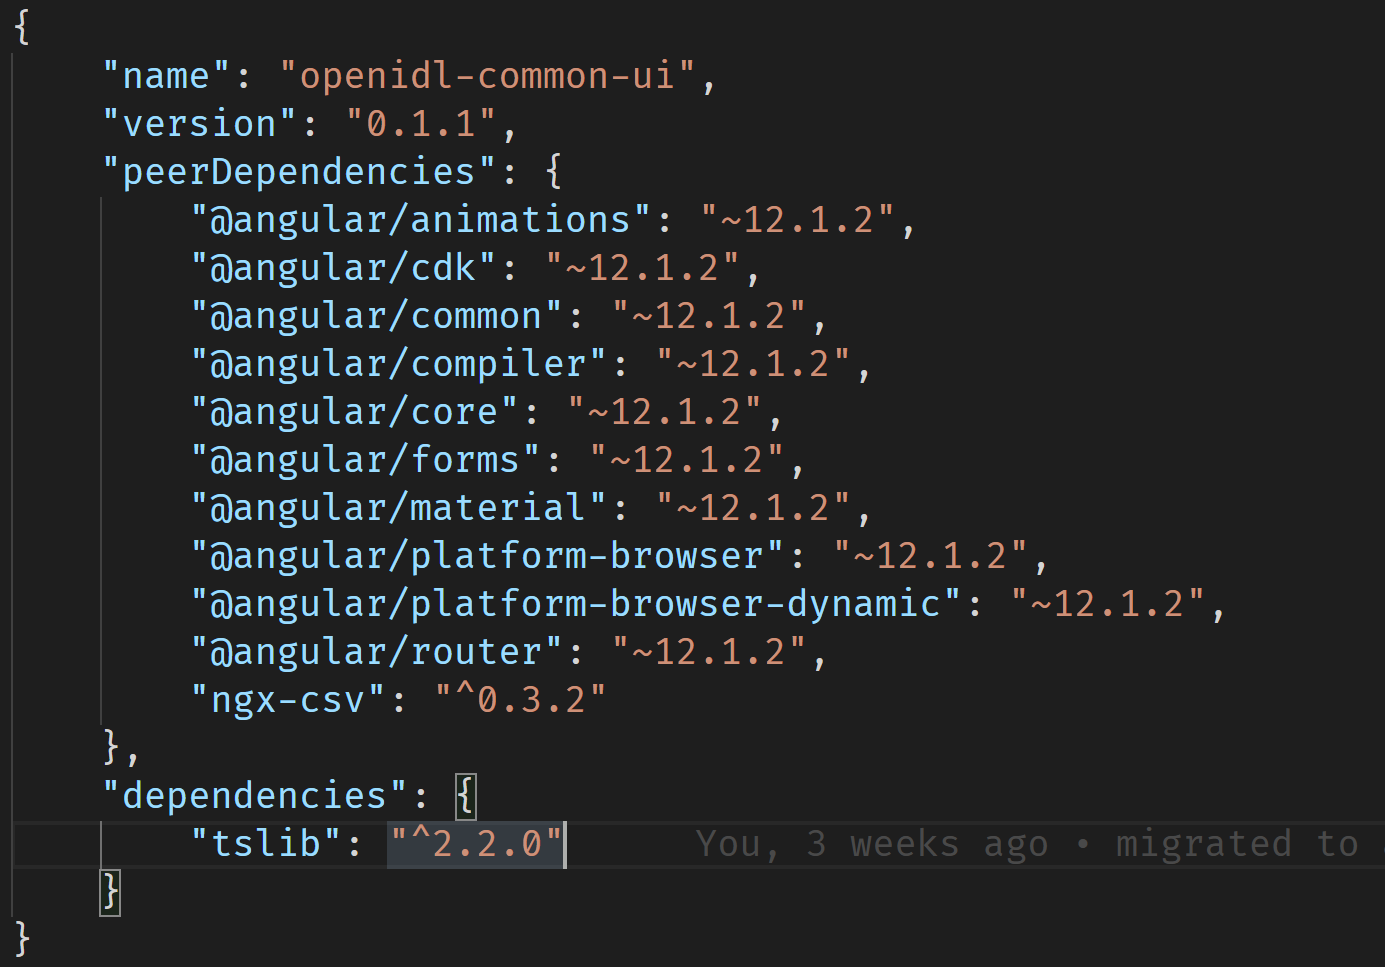 {
"name": "openidl-common-ui",
"version": "0.1.1",
"peerDependencies": {
"@angular/animations": "~12.1.2",
"@angular/cdk": "~12.1.2",
"@angular/common": "~12.1.2",
"@angular/compiler": "~12.1.2",
"@angular/core": "~12.1.2",
"@angular/forms": "~12.1.2",
"@angular/material": "~12.1.2",
"@angular/platform-browser": "~12.1.2",
"@angular/platform-browser-dynamic": "~12.1.2",
"@angular/router": "~12.1.2",
"ngx-csv": "^0.3.2"
},
"dependencies": {
"tslib": "^2.2.0" You, 3 weeks ago • migrated to
}
}